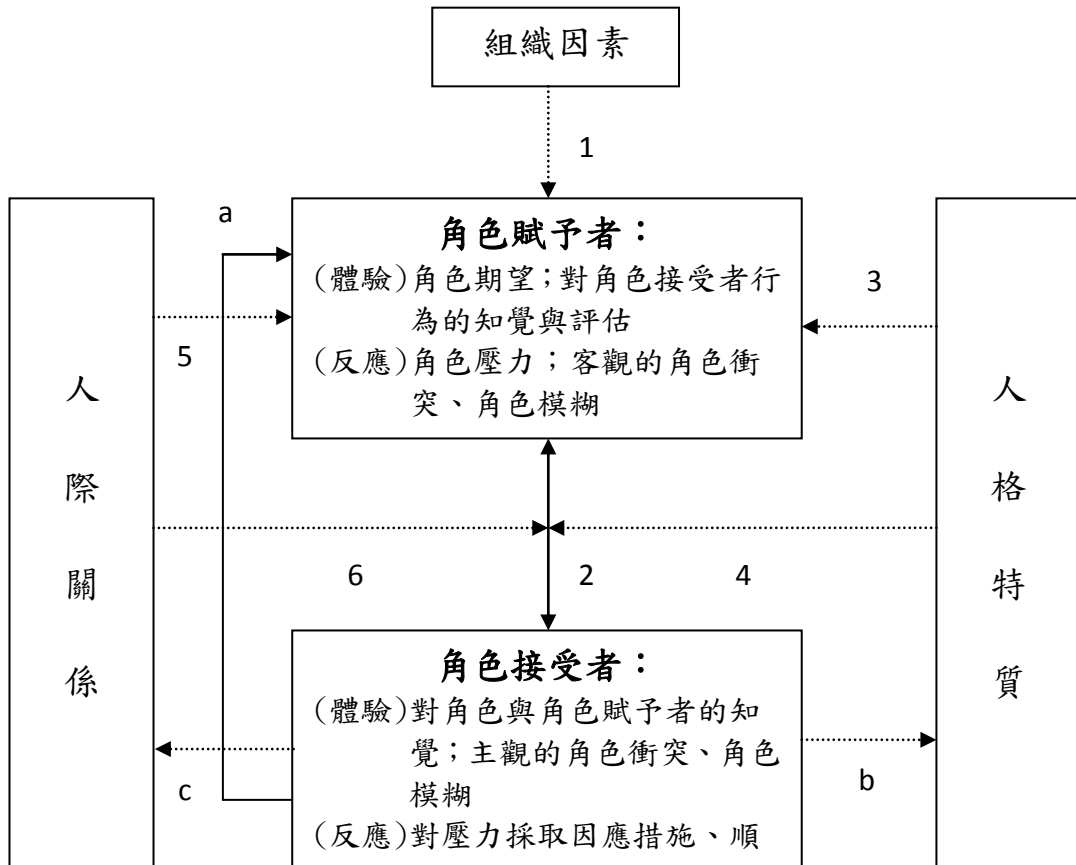 組織因素
1
a
角色賦予者：
(體驗)角色期望；對角色接受者行
為的知覺與評估
(反應)角色壓力；客觀的角色衝
突、角色模糊
3
5
人際關係
人格特質
6
2
4
角色接受者：
(體驗)對角色與角色賦予者的知
覺；主觀的角色衝突、角色
模糊
(反應)對壓力採取因應措施、順
c
b